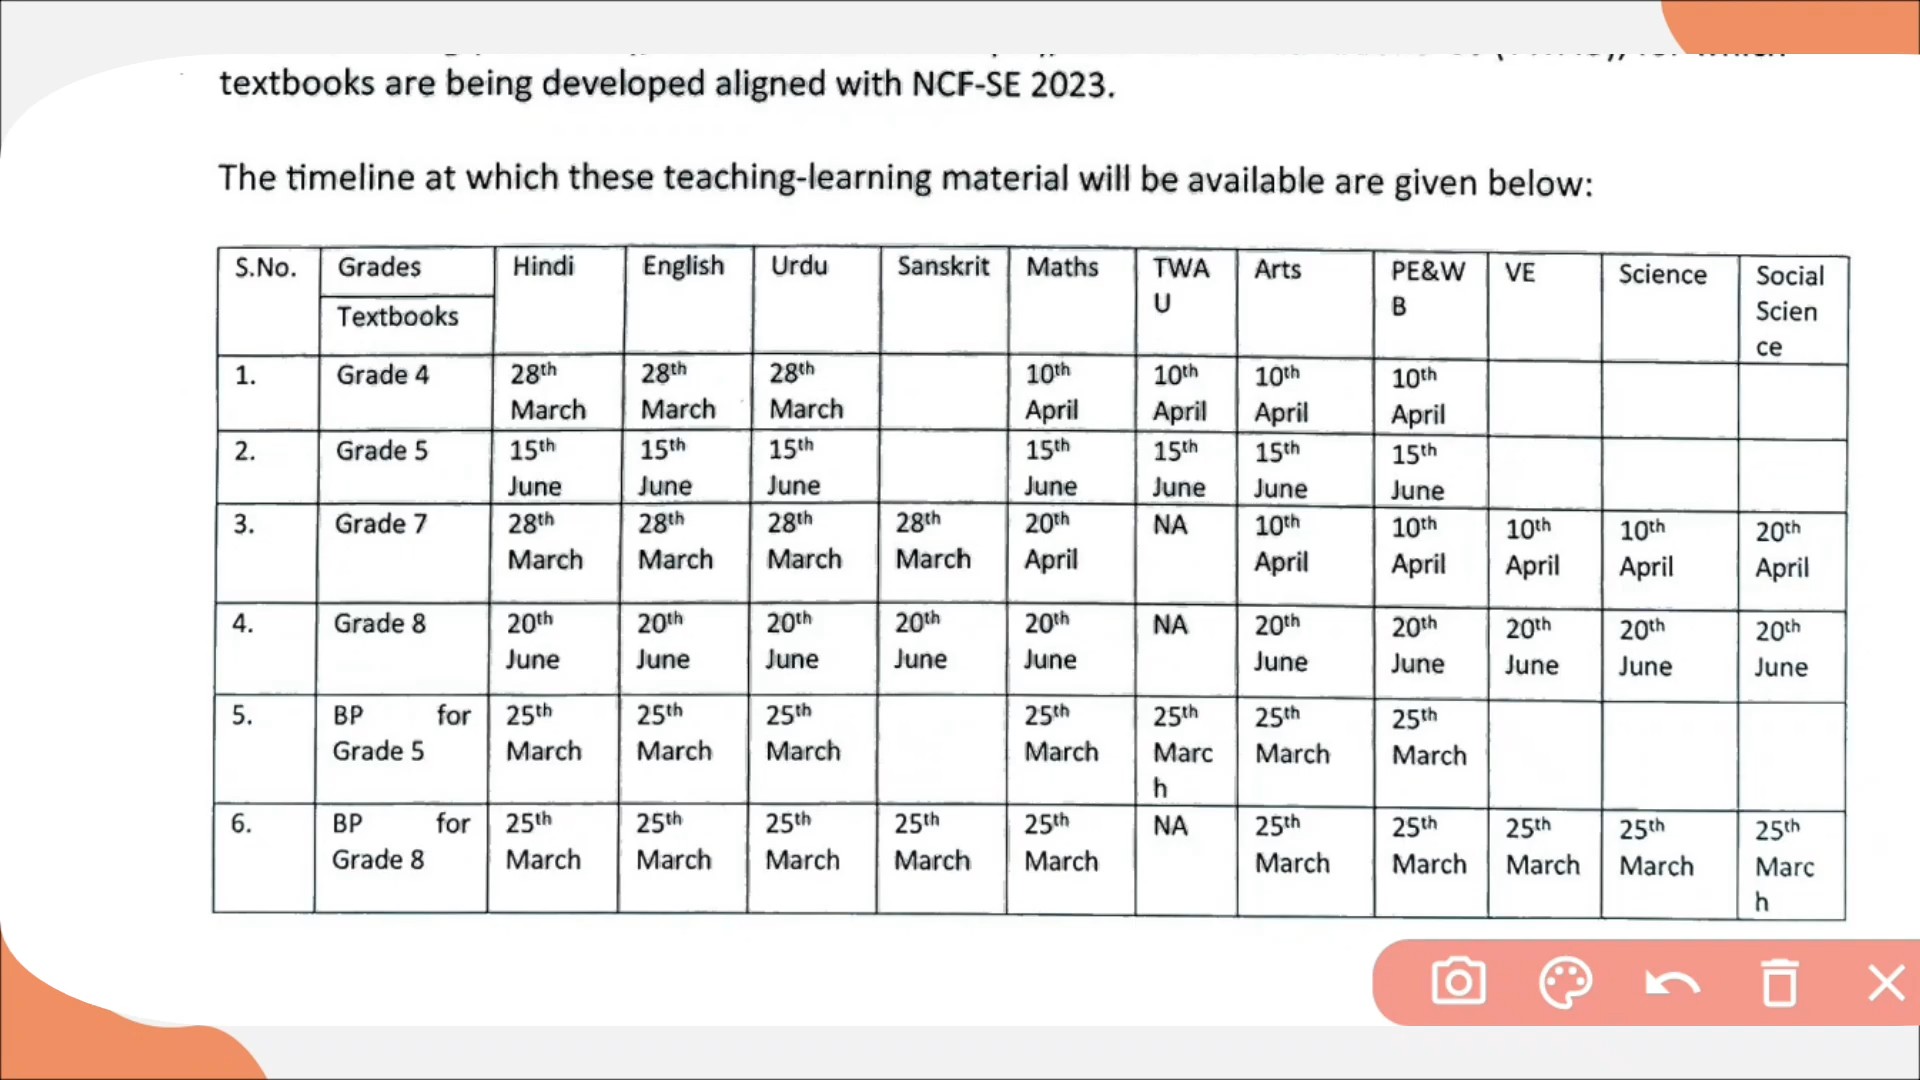 textbooks are being developed aligned with NCF-SE 2023.
The timeline at which these teaching-learning material will be available are given below:
S.No. Grades Hindi English Urdu Sanskrit Maths TWA Arts PE&W VE Science Social
Textbooks U B Scien
ce
1. Grade 4 28th 28th 28th 10th 10th 10th 10th
March March March April April April April
2. Grade 5 15th 15th 15th 15th 15th 15th 15th
June June June June June June June
3. Grade 7 28th 28th 28th 28th 20th NA 10th 10th 10th 10th 20th
March March March March April April April April April April
4. Grade 8 20th 20th 20th 20th 20th NA 20th 20th 20th 20th 20th
June June June June June June June June June June
5. BP for 25th 25th 25th 25th 25th 25th 25th
Grade 5 March March March March Marc March March
h
6. BP for 25th 25th 25th 25th 25th NA 25th 25th 25th 25th 25th
Grade 8 March March March March March March March March March Marc
h